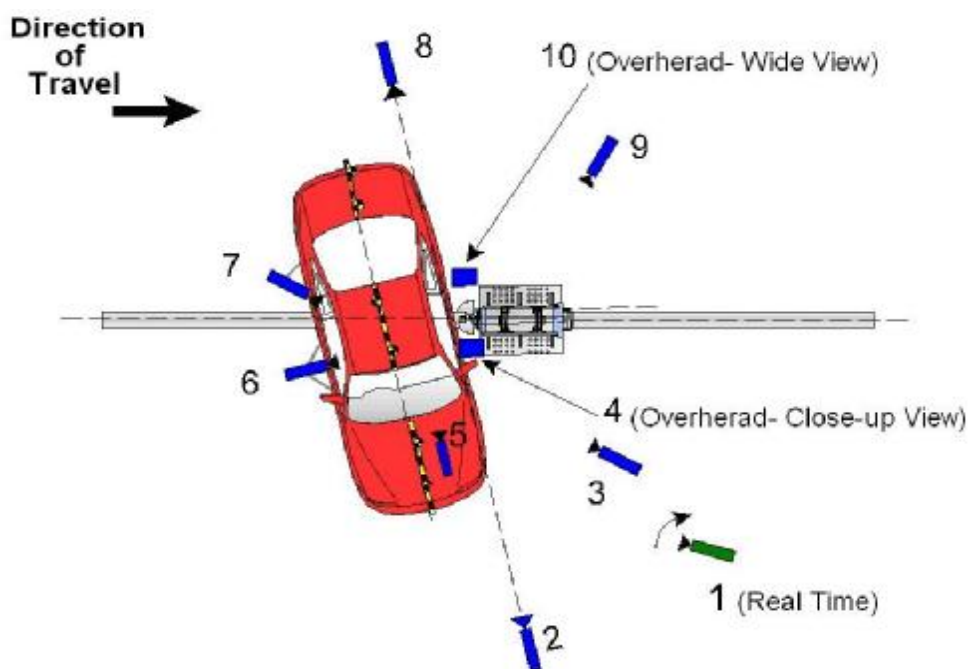 Direction
of
Travel
8
10 (Overherad- Wide View)
9
7
6
4 (Overherad- Close-up View)
5
3
1 (Real Time)
2